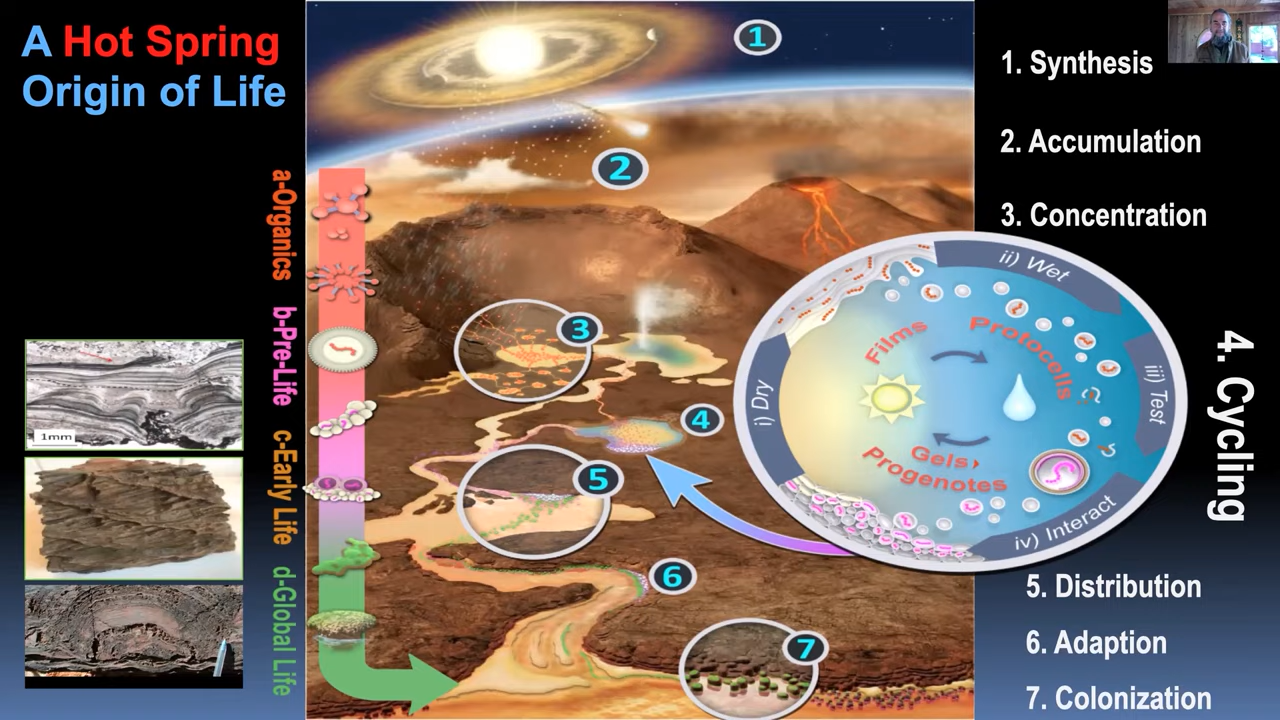 A Hot Spring
Origin of Life
a-Organics
b-Pre-Life
c-Early Life
d-Global Life
1mm
1
2
3
4
5
6
7
i) Dry
ii) Wet
iii) Test
iv) Interact
Films
Protocells
Gels,
Progenotes
1. Synthesis
2. Accumulation
3. Concentration
4. Cycling
5. Distribution
6. Adaption
7. Colonization